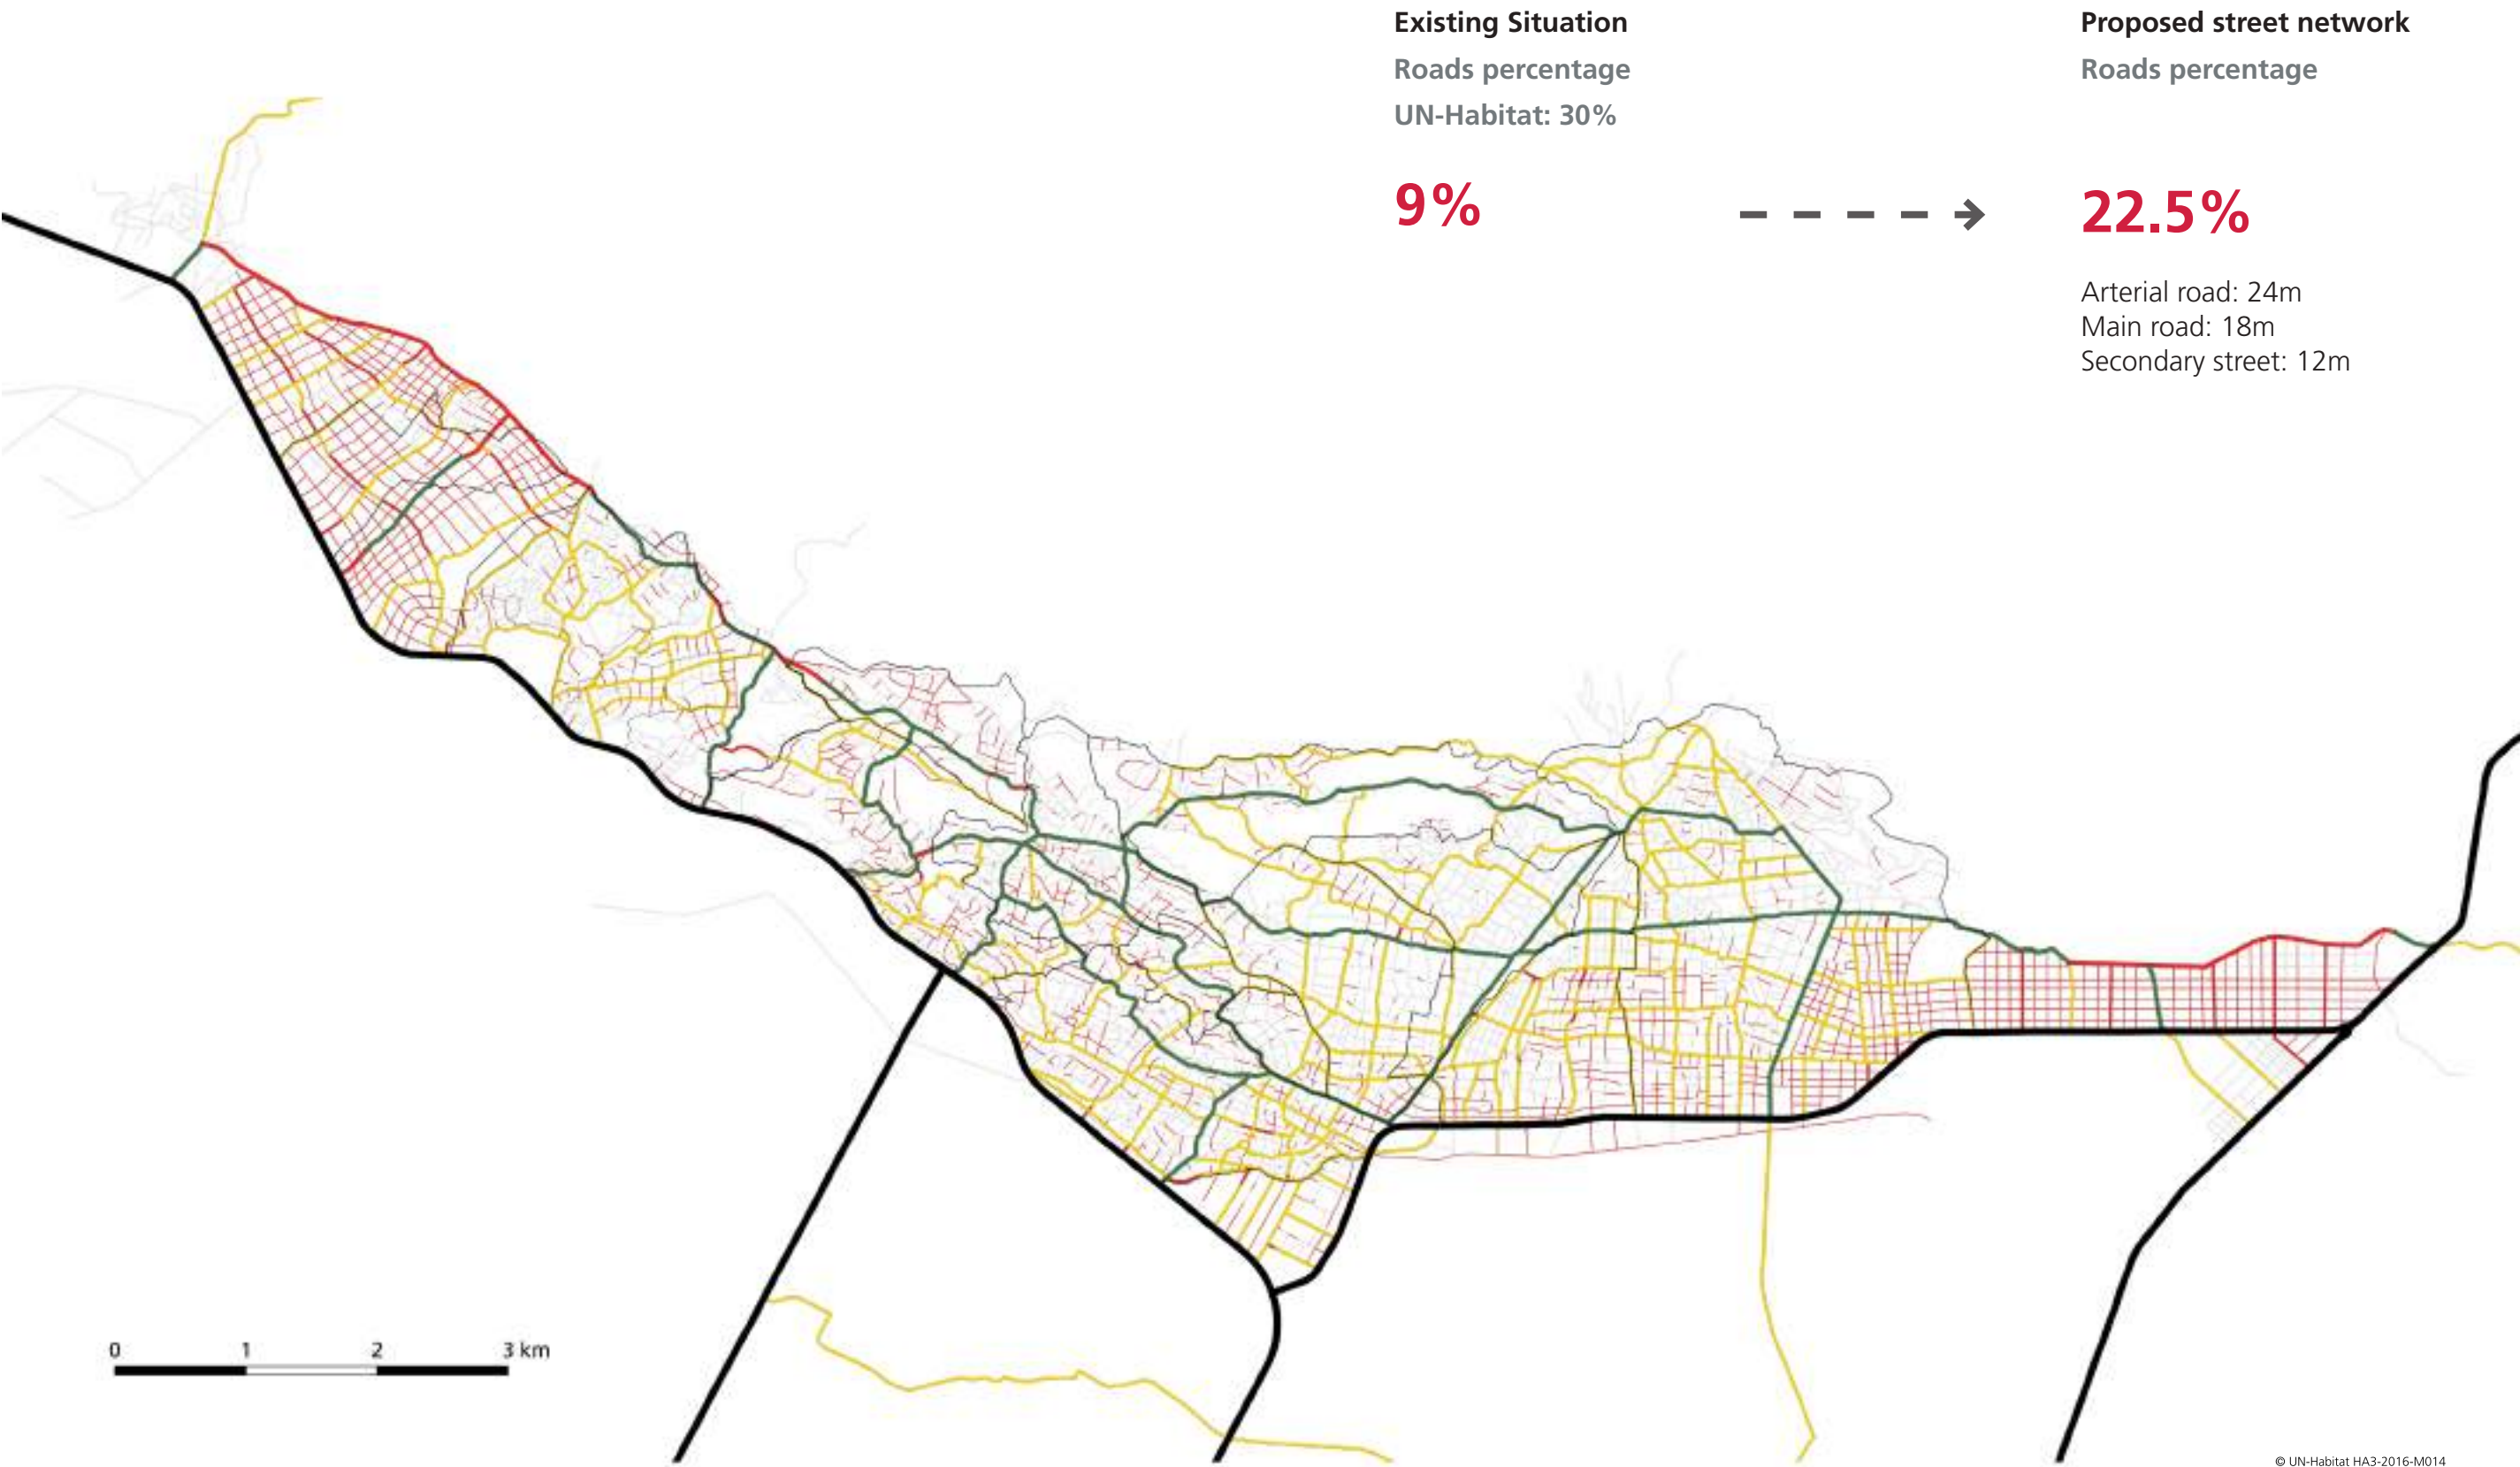 Existing Situation
Roads percentage
UN-Habitat: 30%
9%
Proposed street network
Roads percentage
22.5%
Arterial road: 24m
Main road: 18m
Secondary street: 12m
0 1 2 3 km
© UN-Habitat HA3-2016-M014